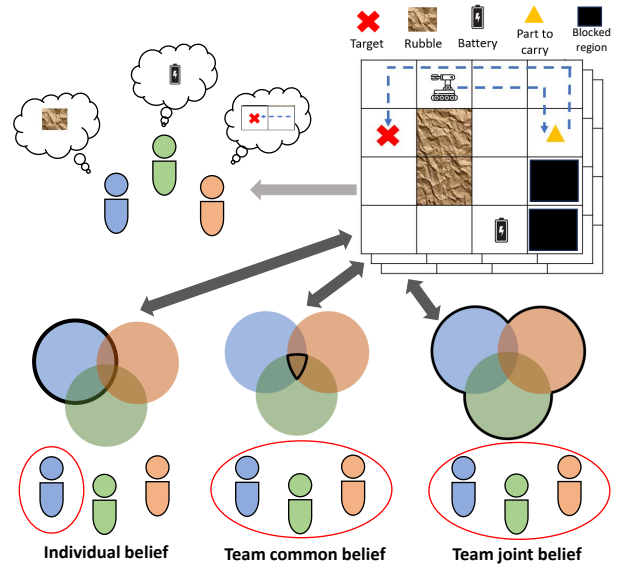 Target
Rubble
Battery
Part to
carry
Blocked
region
Individual belief
Team common belief
Team joint belief